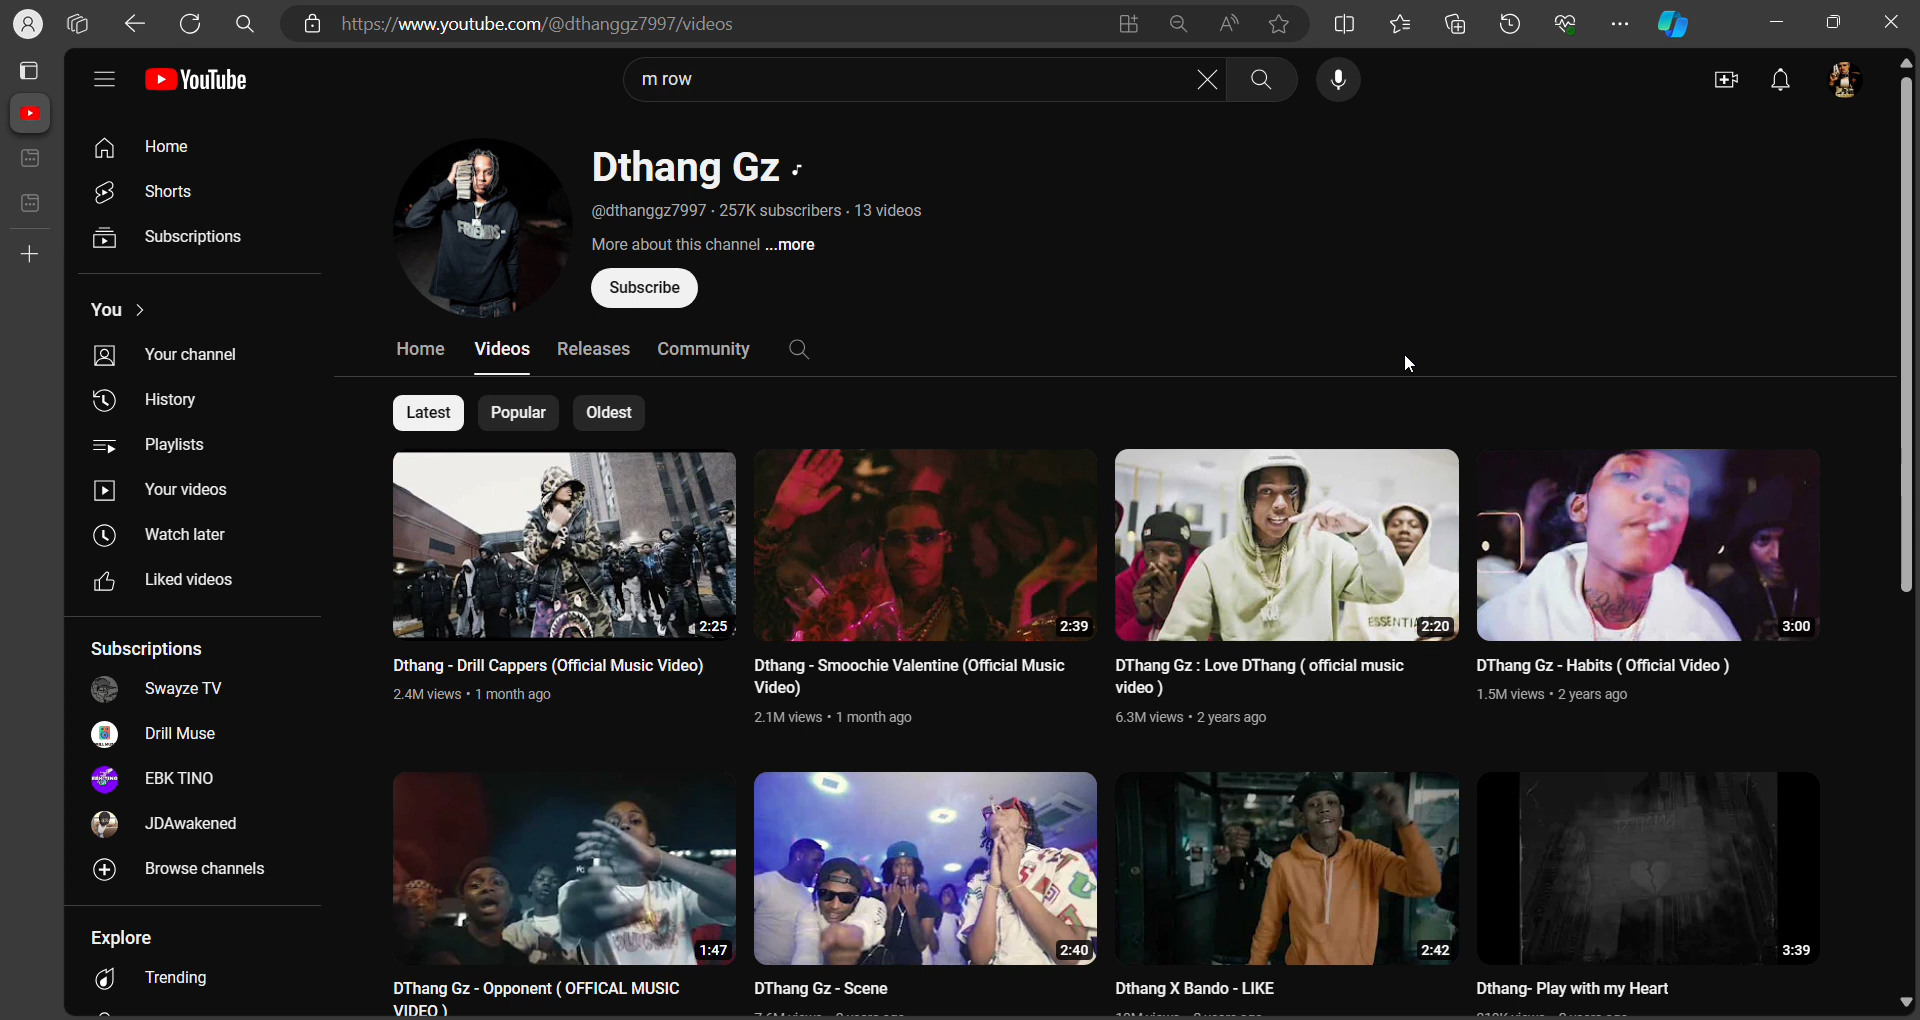 https://www.youtube.com/@dthanggz7997/videos
YouTube
m row
Home
Shorts
Subscriptions
You
Your channel
History
Playlists
Your videos
Watch later
Liked videos
Subscriptions
Swayze TV
Drill Muse
EBK TINO
JDAwakened
Browse channels
Explore
Trending
Dthang Gz
@dthanggz7997 · 257K subscribers · 13 videos
More about this channel ...more
Subscribe
Home Videos Releases Community
Latest Popular Oldest
FRIENDS
2:25
Dthang - Drill Cappers (Official Music Video)
2.4M views • 1 month ago
2:39
Dthang - Smoochie Valentine (Official Music
Video)
2.1M views • 1 month ago
ESSENTIA
2:20
DThang Gz : Love DThang ( official music
video )
6.3M views • 2 years ago
3:00
DThang Gz - Habits ( Official Video )
1.5M views • 2 years ago
1:47
DThang Gz - Opponent ( OFFICAL MUSIC
VIDEO )
2:40
DThang Gz - Scene
2:42
Dthang X Bando - LIKE
3:39
Dthang- Play with my Heart